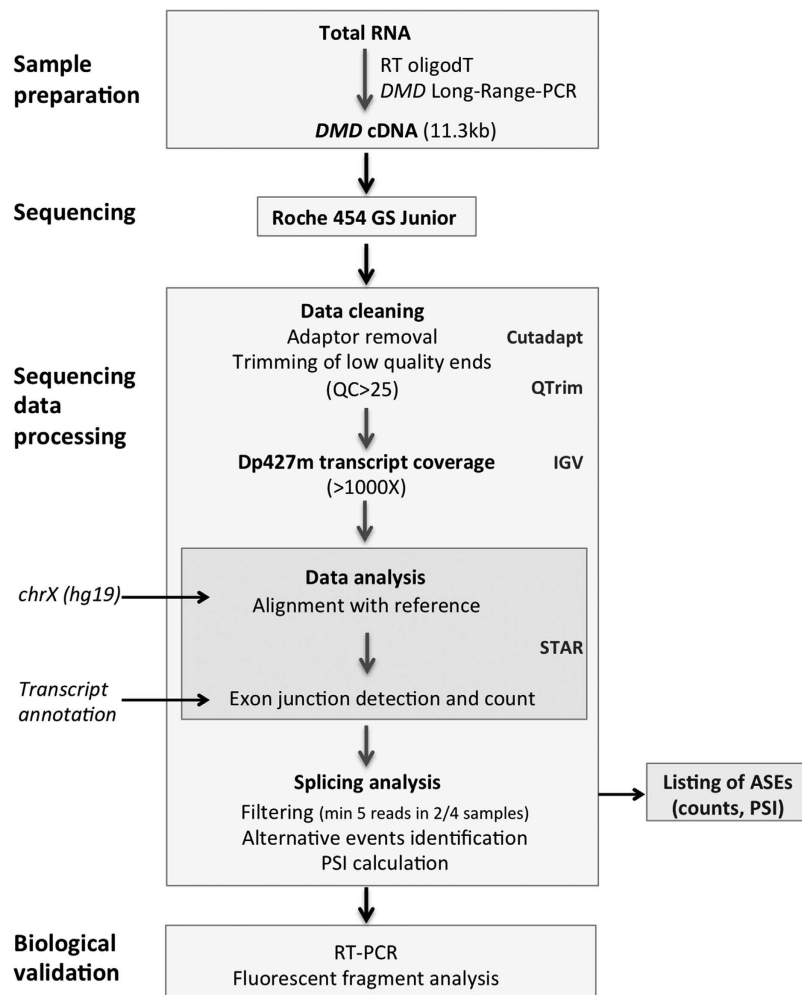 Sample
preparation
Total RNA
RT oligodT
DMD Long-Range-PCR
DMD cDNA (11.3kb)
Sequencing
Roche 454 GS Junior
Sequencing
data
processing
Data cleaning
Adaptor removal
Cutadapt
Trimming of low quality ends
(QC>25)
QTrim
Dp427m transcript coverage
IGV
(>1000X)
chrX (hg19)
Data analysis
Alignment with reference
STAR
Transcript
annotation
Exon junction detection and count
Splicing analysis
Filtering (min 5 reads in 2/4 samples)
Alternative events identification
PSI calculation
Listing of ASEs
(counts, PSI)
Biological
validation
RT-PCR
Fluorescent fragment analysis